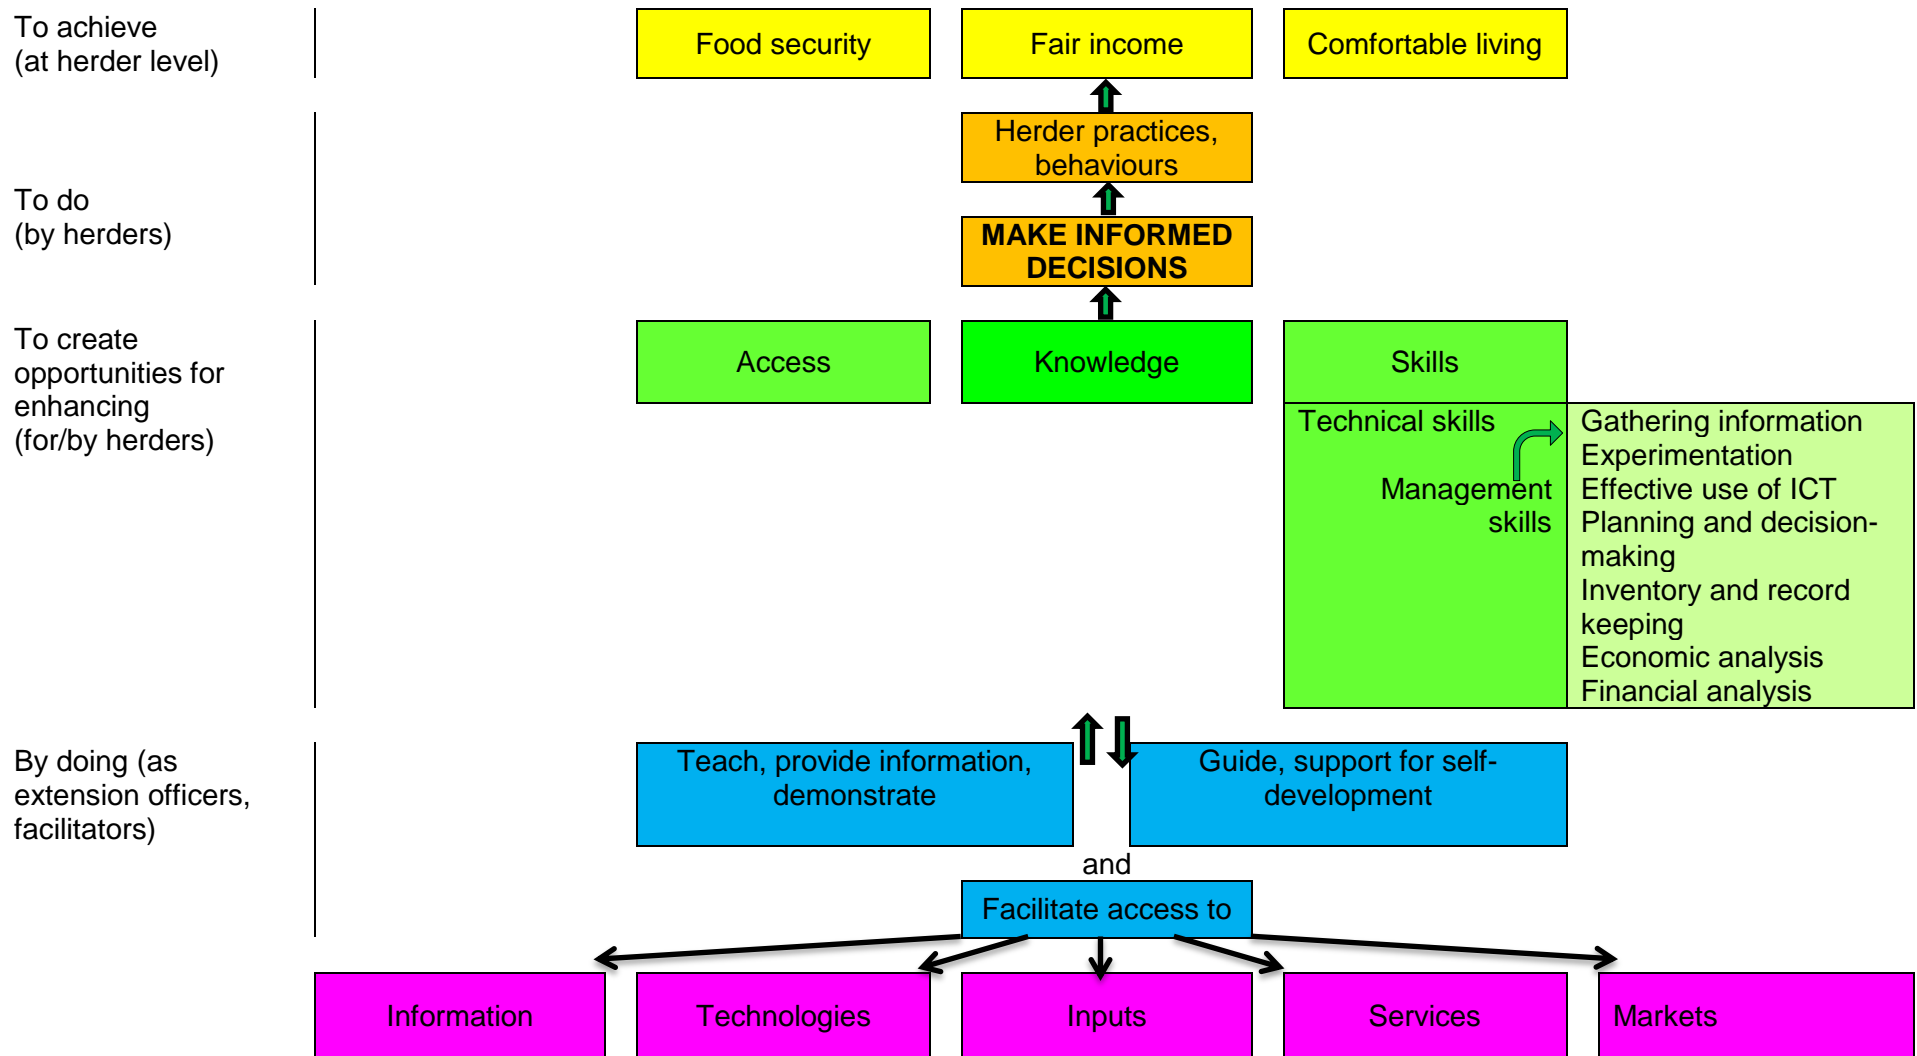 To achieve
(at herder level)
Food security
Fair income
Comfortable living
Herder practices,
behaviours
To do
(by herders)
MAKE INFORMED
DECISIONS
To create
opportunities for
enhancing
(for/by herders)
Access
Knowledge
Skills
Technical skills
Management
skills
Gathering information
Experimentation
Effective use of ICT
Planning and decision-
making
Inventory and record
keeping
Economic analysis
Financial analysis
By doing (as
extension officers,
facilitators)
Teach, provide information,
demonstrate
Guide, support for self-
development
and
Facilitate access to
Information
Technologies
Inputs
Services
Markets